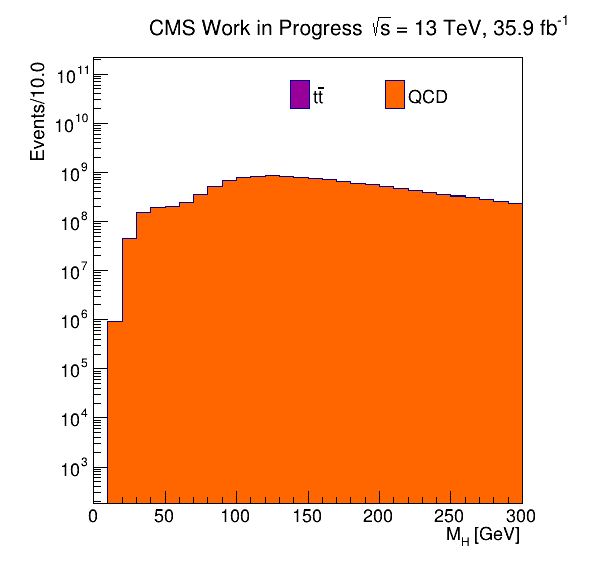 CMS Work in Progress √s = 13 TeV, 35.9 fb⁻¹
Events/10.0
10¹¹
10¹⁰
10⁹
10⁸
10⁷
10⁶
10⁵
10⁴
10³
tt̄
QCD
0 50 100 150 200 250 300
M_H [GeV]